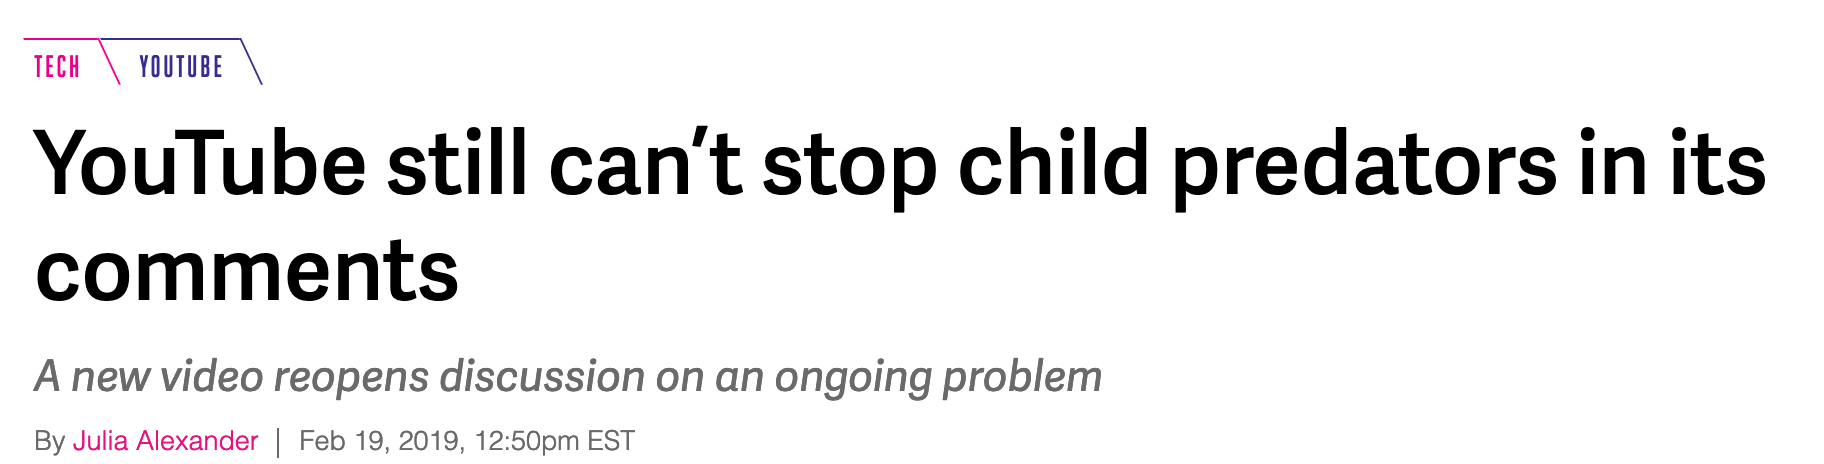 TECH YOUTUBE
YouTube still can’t stop child predators in its
comments
A new video reopens discussion on an ongoing problem
By Julia Alexander | Feb 19, 2019, 12:50pm EST